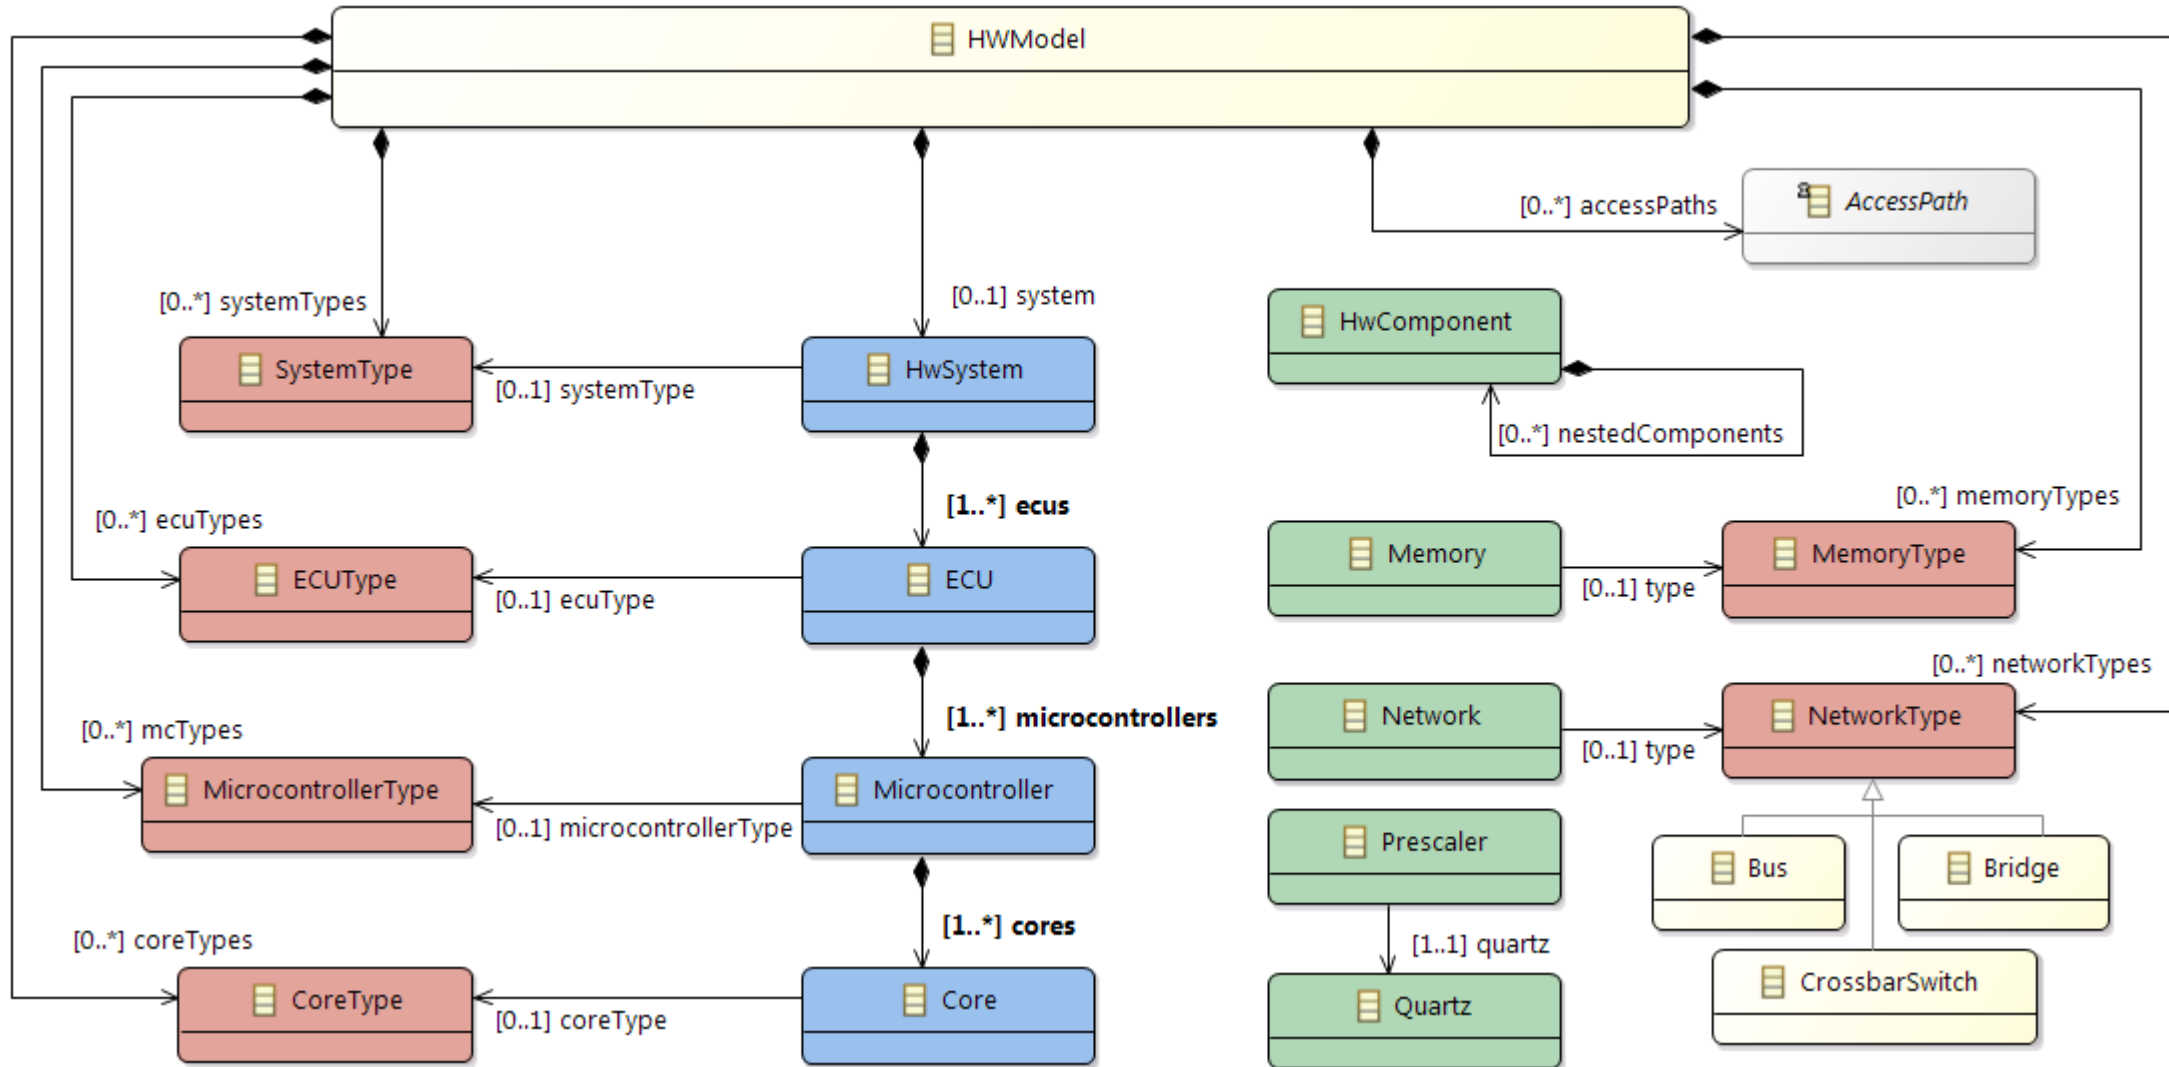 HWModel
[0..*] accessPaths
AccessPath
[0..*] systemTypes
[0..1] system
HwComponent
SystemType
[0..1] systemType
HwSystem
[0..*] nestedComponents
[1..*] ecus
[0..*] memoryTypes
[0..*] ecuTypes
Memory
[0..1] type
MemoryType
ECUType
[0..1] ecuType
ECU
[0..*] networkTypes
[1..*] microcontrollers
Network
[0..1] type
NetworkType
[0..*] mcTypes
MicrocontrollerType
[0..1] microcontrollerType
Microcontroller
Prescaler
Bus
Bridge
[1..*] cores
[0..*] coreTypes
[1..1] quartz
CrossbarSwitch
CoreType
[0..1] coreType
Core
Quartz